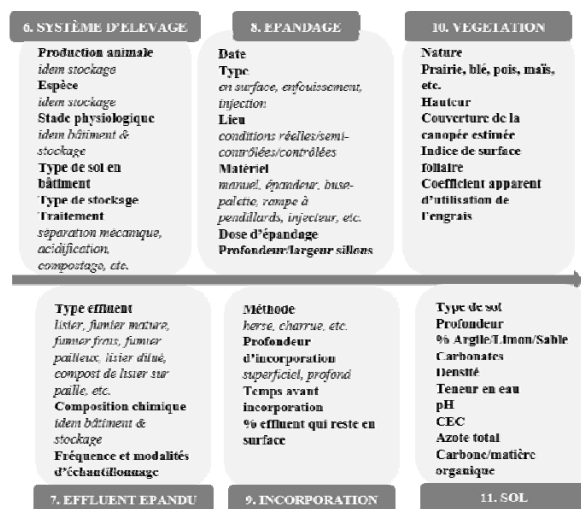 6. SYSTÈME D'ELEVAGE
Production animale
idem stockage
Espèce
idem stockage
Stade physiologique
idem bâtiment &
stockage
Type de sol en
bâtiment
Type de stockage
Traitement
séparation mécanique,
acidification,
compostage, etc.
8. EPANDAGE
Date
Type
en surface, enfouissement,
injection
Lieu
conditions réelles/semi-
contrôlées/contrôlées
Matériel
manuel, épandeur, buse-
palette, rampe à
pendillards, injecteur, etc.
Dose d'épandage
Profondeur/largeur sillons
10. VEGETATION
Nature
Prairie, blé, pois, maïs,
etc.
Hauteur
Couverture de la
canopée estimée
Indice de surface
foliaire
Coefficient apparent
d'utilisation de
l'engrais
Type effluent
lisier, fumier mature,
fumier frais, fumier
pailleux, lisier dilué,
compost de lisier sur
paille, etc.
Composition chimique
idem bâtiment &
stockage
Fréquence et modalités
d'échantillonnage
7. EFFLUENT EPANDU
Méthode
herse, charrue, etc.
Profondeur
d'incorporation
superficiel, profond
Temps avant
incorporation
% effluent qui reste en
surface
9. INCORPORATION
Type de sol
Profondeur
% Argile/Limon/Sable
Carbonates
Densité
Teneur en eau
pH
CEC
Azote total
Carbone/matière
organique
11. SOL